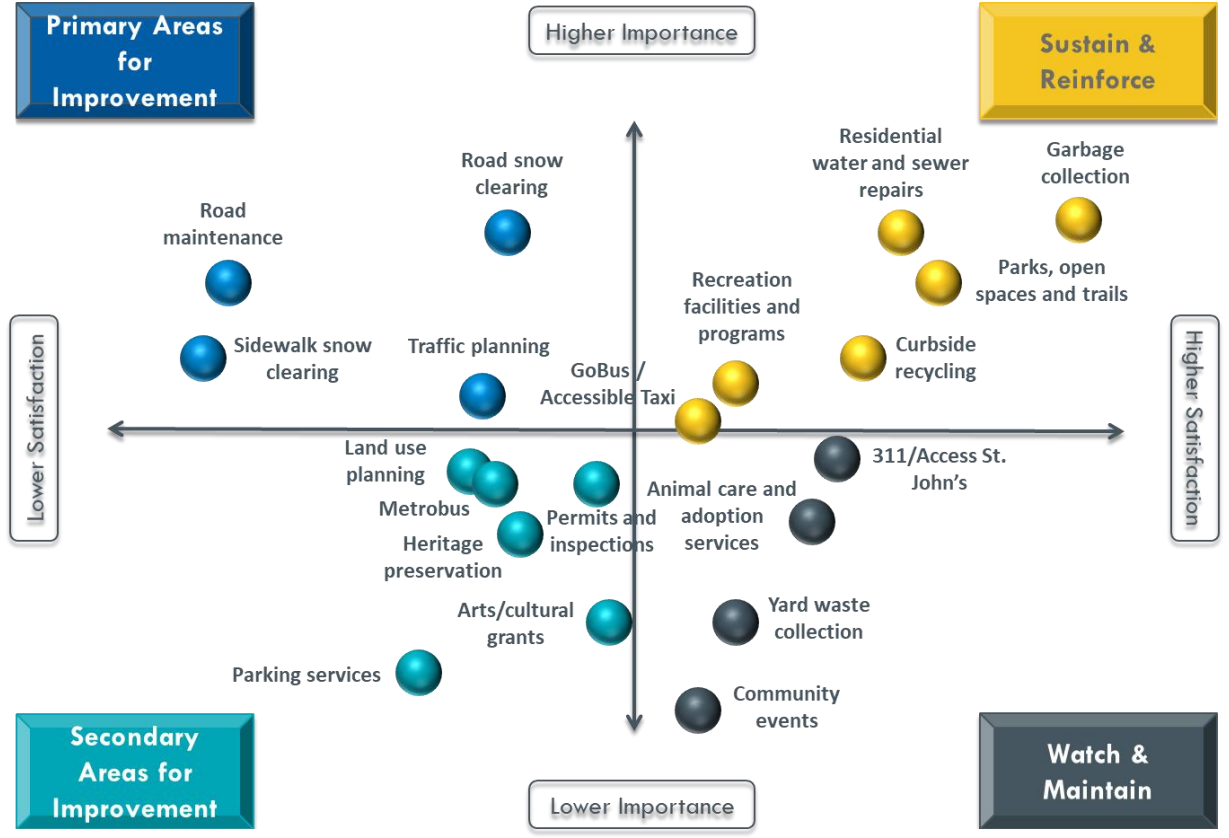 Primary Areas
for
Improvement
Higher Importance
Sustain &
Reinforce
Road snow
clearing
Residential
water and sewer
repairs
Garbage
collection
Road
maintenance
Parks, open
spaces and trails
Recreation
facilities and
programs
Sidewalk snow
clearing
Traffic planning
GoBus /
Accessible Taxi
Curbside
recycling
Lower Satisfaction
Higher Satisfaction
Land use
planning
Metrobus
Heritage
preservation
Permits and
inspections
Animal care and
adoption
services
311/Access St.
John’s
Arts/cultural
grants
Yard waste
collection
Parking services
Community
events
Secondary
Areas for
Improvement
Lower Importance
Watch &
Maintain